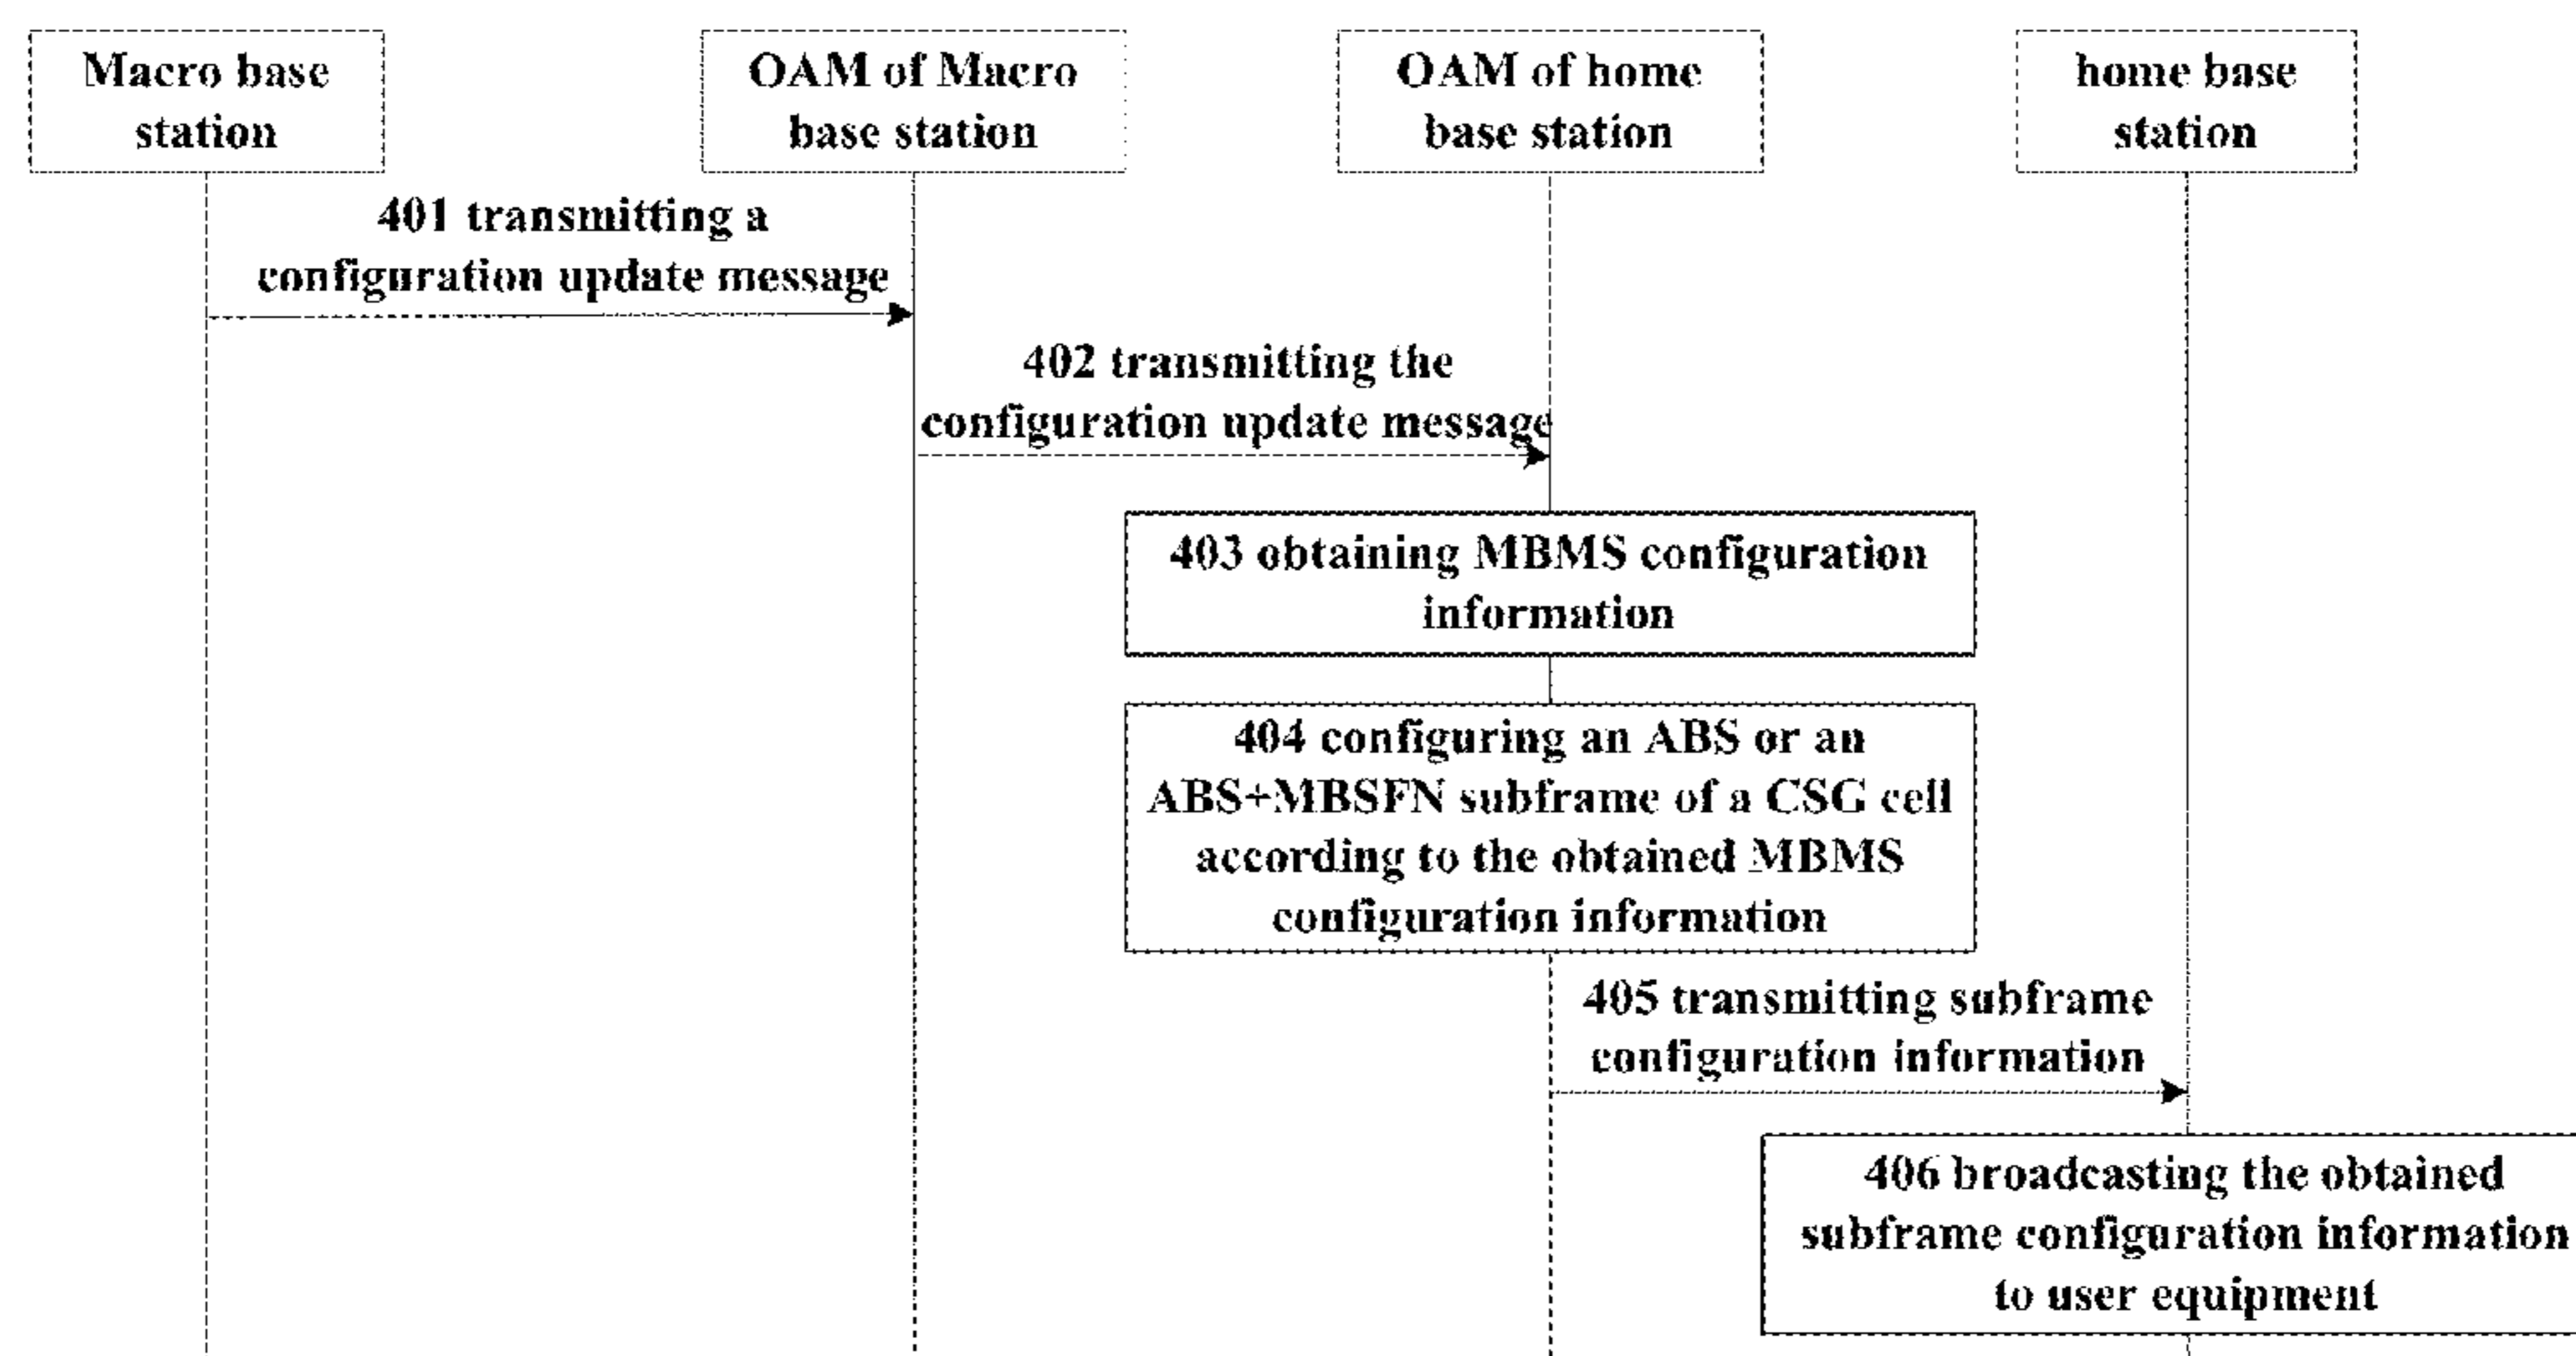 Macro base
station
OAM of Macro
base station
OAM of home
base station
home base
station
401 transmitting a
configuration update message
402 transmitting the
configuration update message
403 obtaining MBMS configuration
information
404 configuring an ABS or an
ABS+MBSFN subframe of a CSG cell
according to the obtained MBMS
configuration information
405 transmitting subframe
configuration information
406 broadcasting the obtained
subframe configuration information
to user equipment